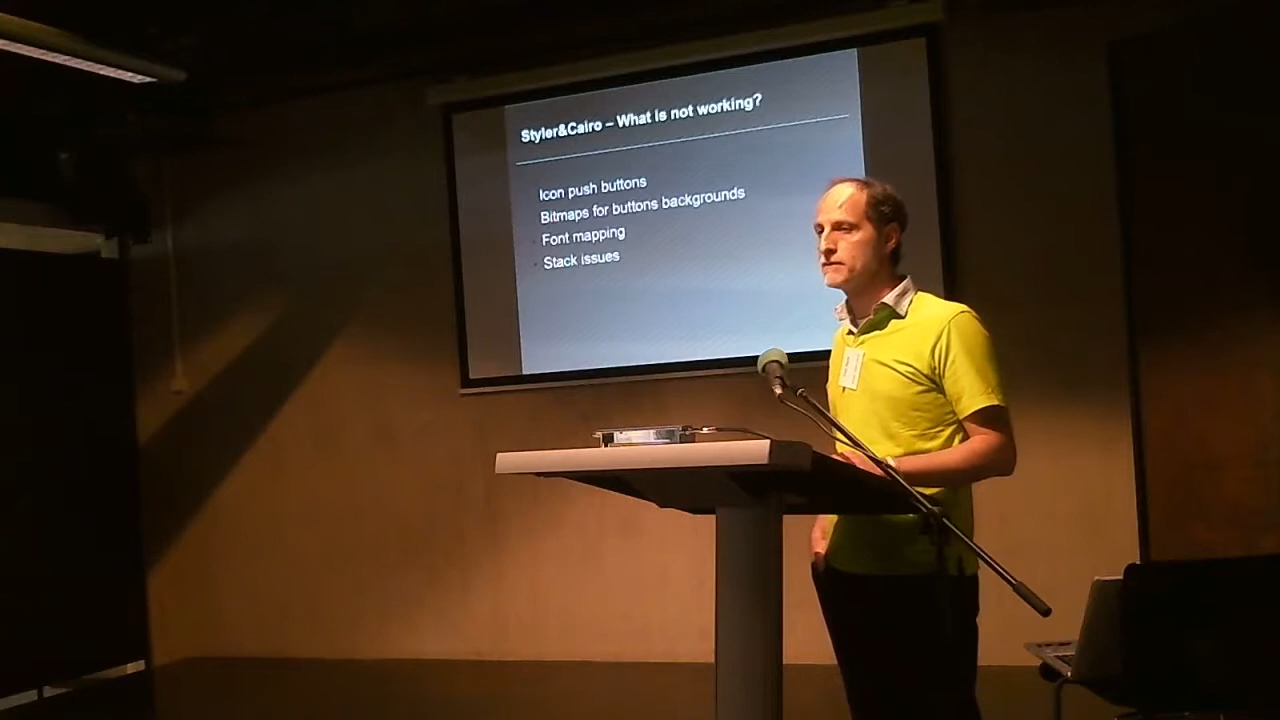 Styler&Cairo – What is not working?
Icon push buttons
Bitmaps for buttons backgrounds
Font mapping
Stack issues